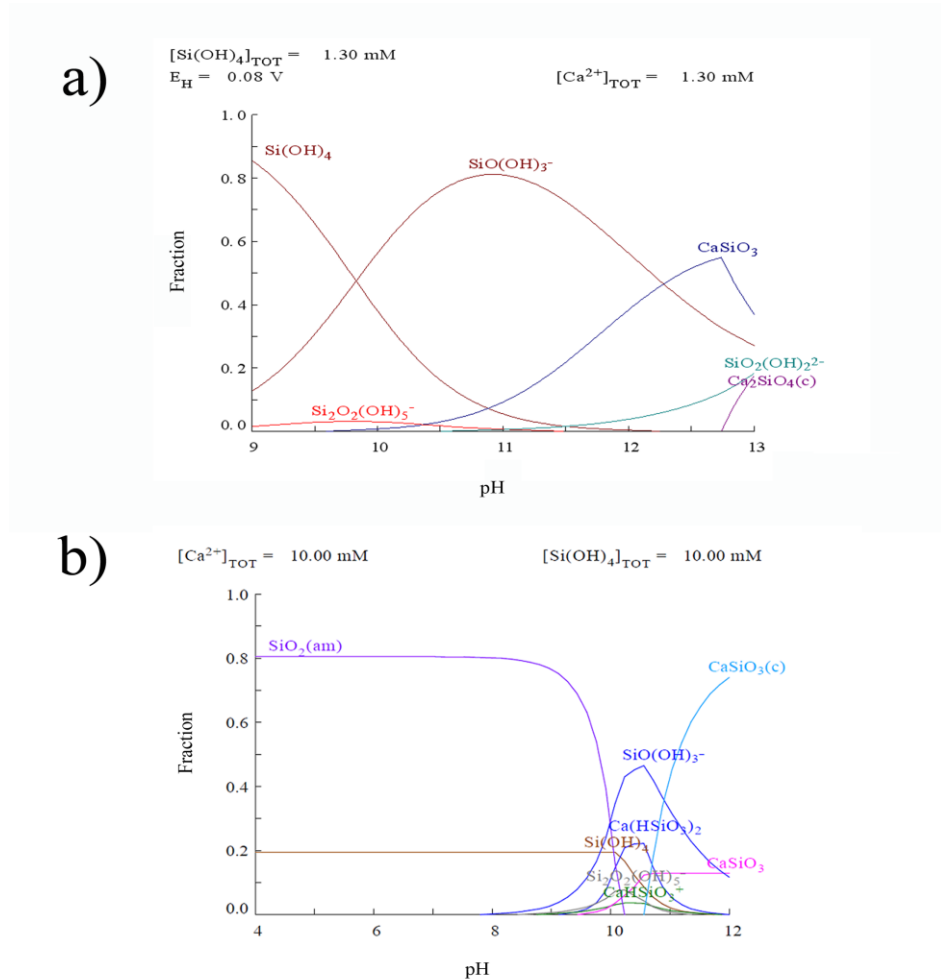 a)
[Si(OH)₄]TOT = 1.30 mM
E_H = 0.08 V
[Ca²⁺]TOT = 1.30 mM
1.0
0.8
0.6
0.4
0.2
0.0
Fraction
Si(OH)₄
SiO(OH)₃⁻
CaSiO₃
SiO₂(OH)₂²⁻
Ca₂SiO₄(c)
Si₂O₂(OH)₅⁻
9 10 11 12 13
pH
b)
[Ca²⁺]TOT = 10.00 mM
[Si(OH)₄]TOT = 10.00 mM
1.0
0.8
0.6
0.4
0.2
0.0
Fraction
SiO₂(am)
CaSiO₃(c)
SiO(OH)₃⁻
Ca(HSiO₃)₂
Si(OH)₄
CaSiO₃
Si₂O₂(OH)₅⁻
CaHSiO₃⁺
4 6 8 10 12
pH